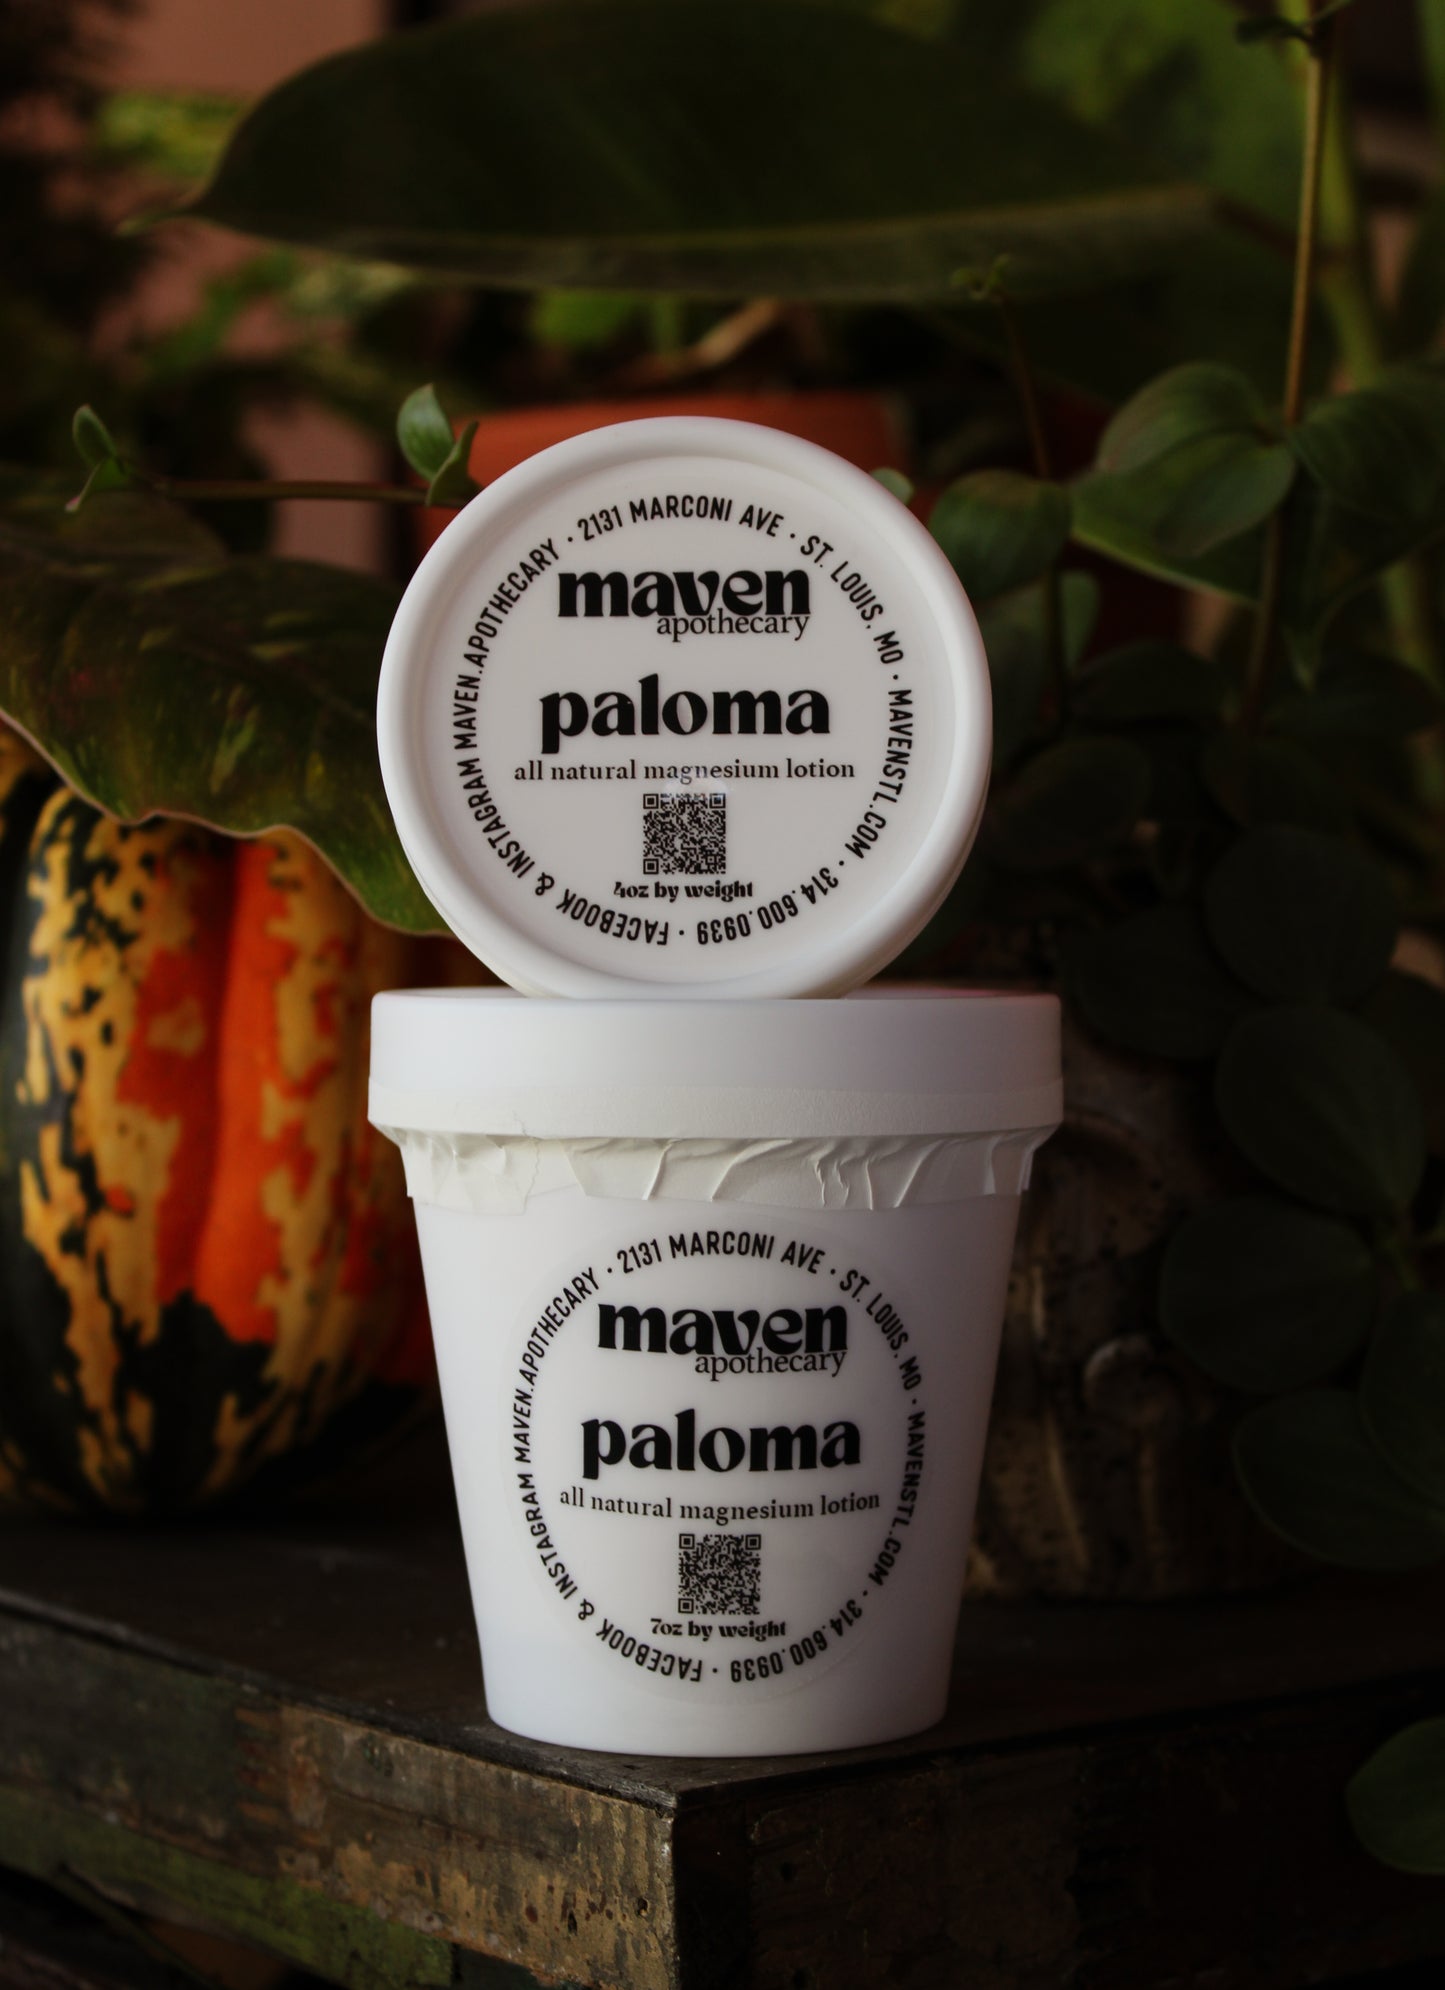 2131 MARCONI AVE · ST. LOUIS, MO · MAVENSTL.COM · 314.600.0939 · FACEBOOK & INSTAGRAM MAVEN.APOTHECARY ·
maven
apothecary
paloma
all natural magnesium lotion
4oz by weight
2131 MARCONI AVE · ST. LOUIS, MO · MAVENSTL.COM · 314.600.0939 · FACEBOOK & INSTAGRAM MAVEN.APOTHECARY ·
maven
apothecary
paloma
all natural magnesium lotion
7oz by weight